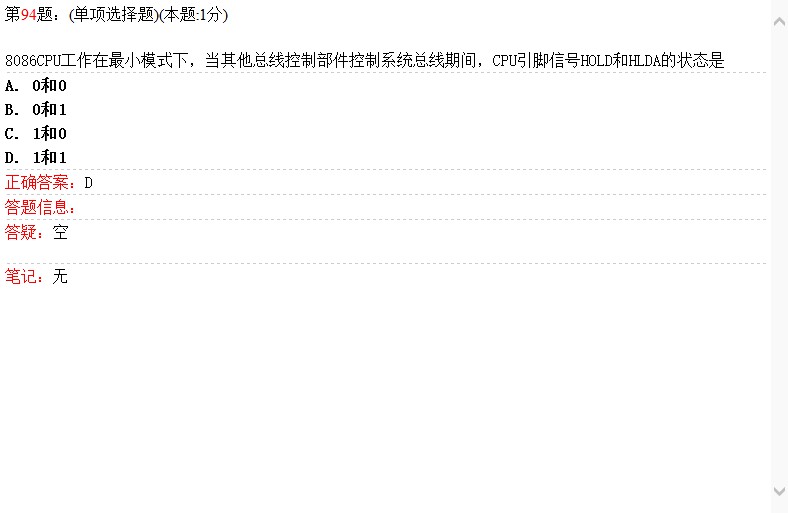 第94题：(单项选择题)(本题:1分)
8086CPU工作在最小模式下，当其他总线控制部件控制系统总线期间，CPU引脚信号HOLD和HLDA的状态是
A. 0和0
B. 0和1
C. 1和0
D. 1和1
正确答案：D
答题信息：
答疑：空
笔记：无